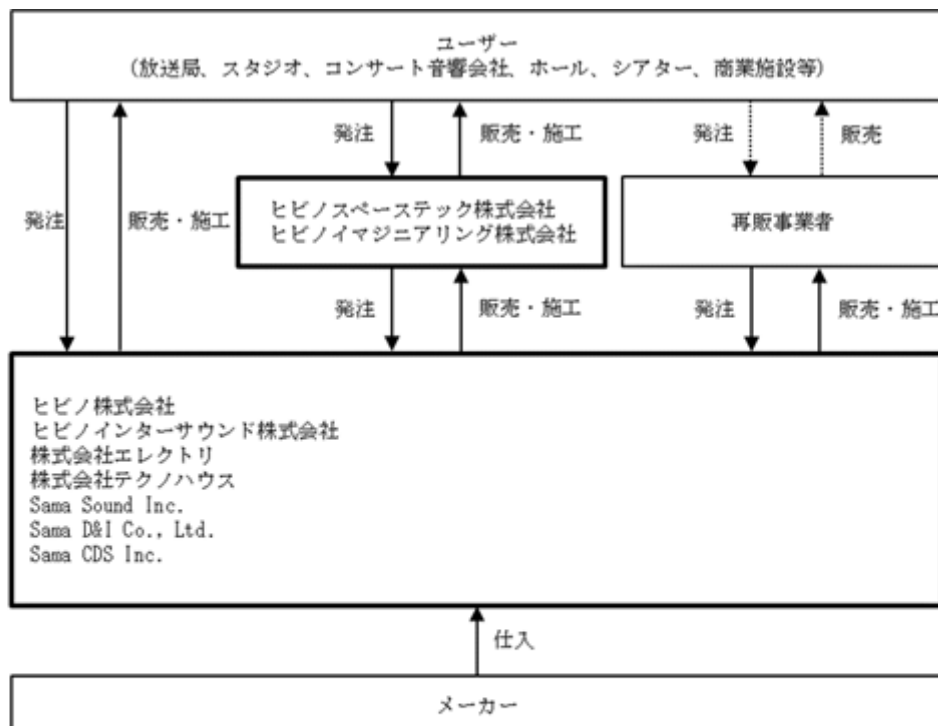 ユーザー
(放送局、スタジオ、コンサート音響会社、ホール、シアター、商業施設等)
発注
販売・施工
発注
販売・施工
発注
販売
ヒビノスペーステック株式会社
ヒビノイマジニアリング株式会社
再販事業者
発注
販売・施工
発注
販売・施工
ヒビノ株式会社
ヒビノインターサウンド株式会社
株式会社エレクトリ
株式会社テクノハウス
Sama Sound Inc.
Sama D&I Co., Ltd.
Sama CDS Inc.
仕入
メーカー